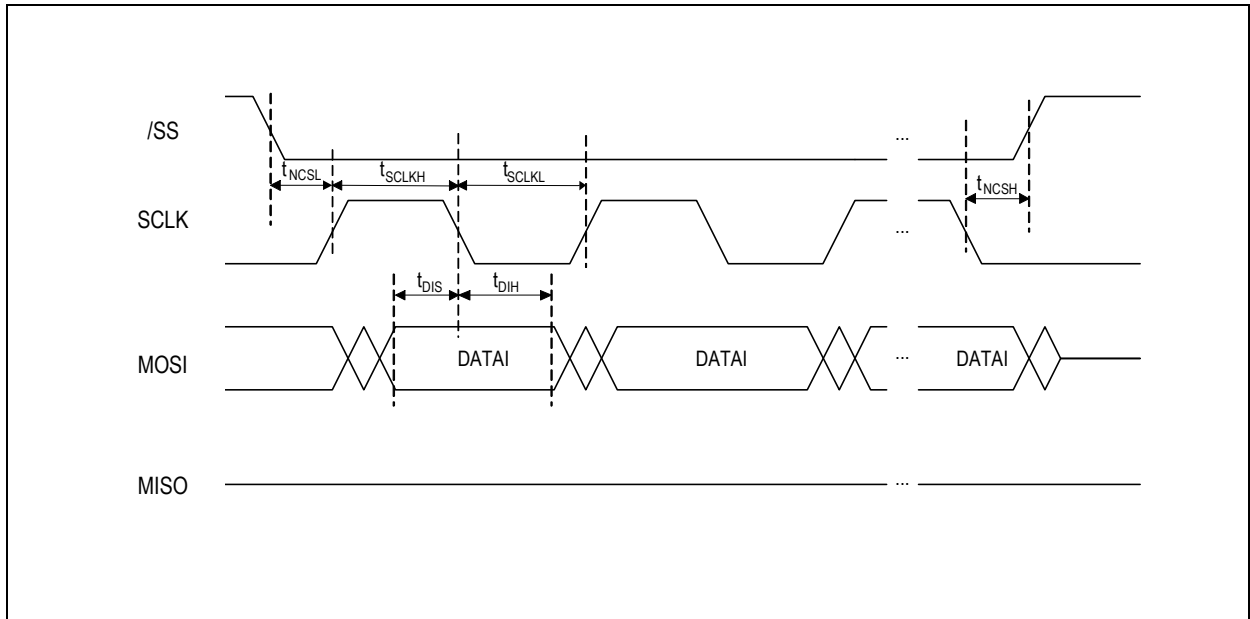 /SS
...
tNCSL
tSCLKH
tSCLKL
tNCSH
SCLK
...
tDIS
tDIH
MOSI
DATAI
DATAI
...
DATAI
MISO
...